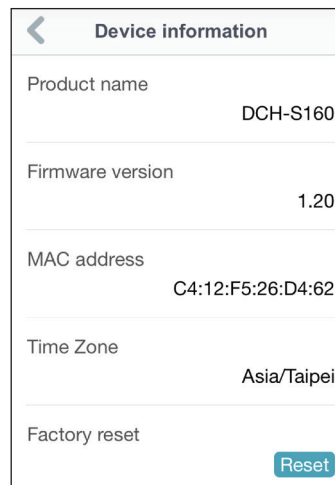 Device information
Product name
DCH-S160
Firmware version
1.20
MAC address
C4:12:F5:26:D4:62
Time Zone
Asia/Taipei
Factory reset
Reset